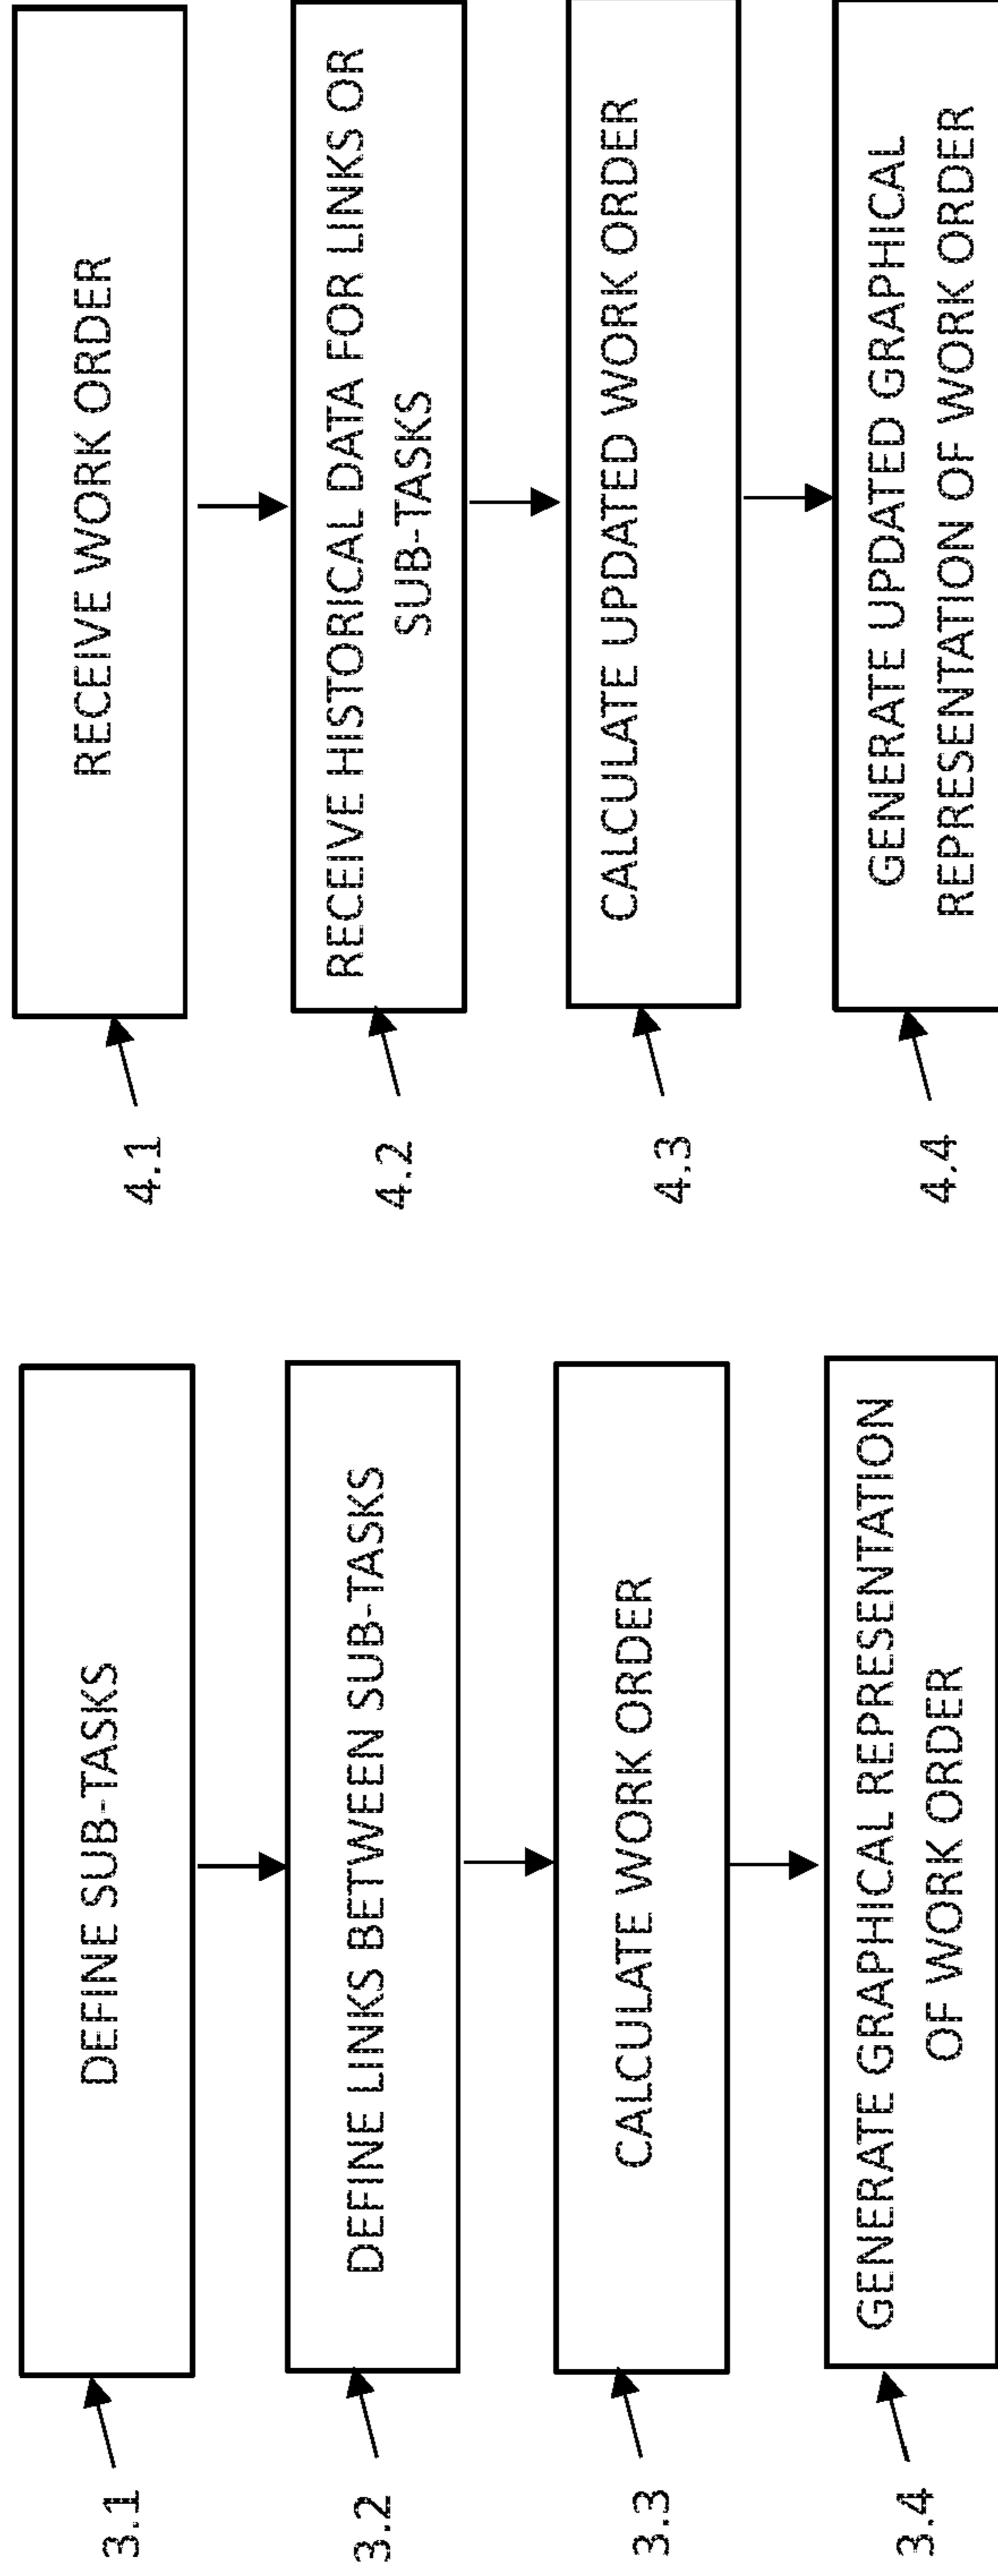 3.1
DEFINE SUB-TASKS
3.2
DEFINE LINKS BETWEEN SUB-TASKS
3.3
CALCULATE WORK ORDER
3.4
GENERATE GRAPHICAL REPRESENTATION
OF WORK ORDER
4.1
RECEIVE WORK ORDER
4.2
RECEIVE HISTORICAL DATA FOR LINKS OR
SUB-TASKS
4.3
CALCULATE UPDATED WORK ORDER
4.4
GENERATE UPDATED GRAPHICAL
REPRESENTATION OF WORK ORDER